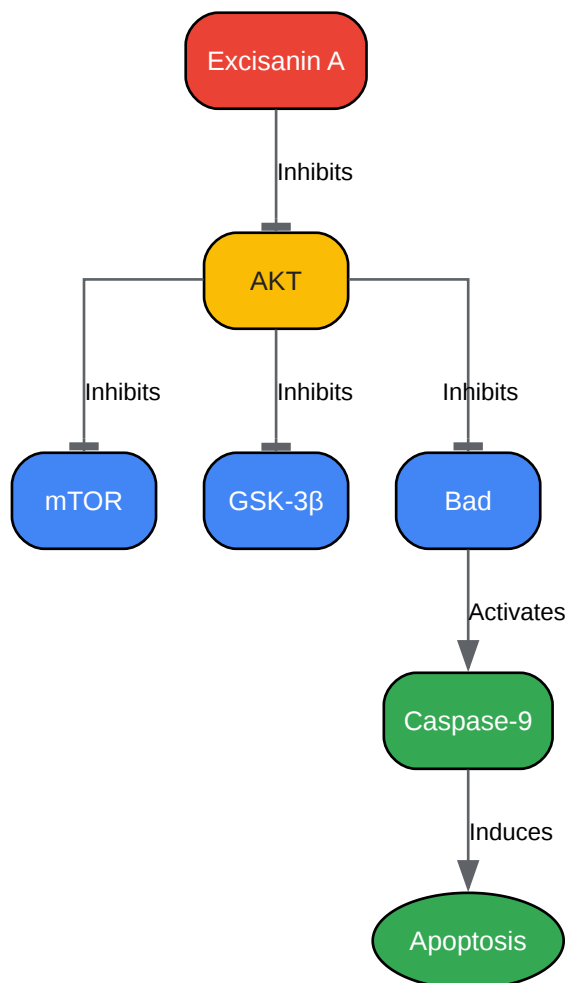 Excisanin A
Inhibits
AKT
Inhibits
Inhibits
Inhibits
mTOR
GSK-3β
Bad
Activates
Caspase-9
Induces
Apoptosis